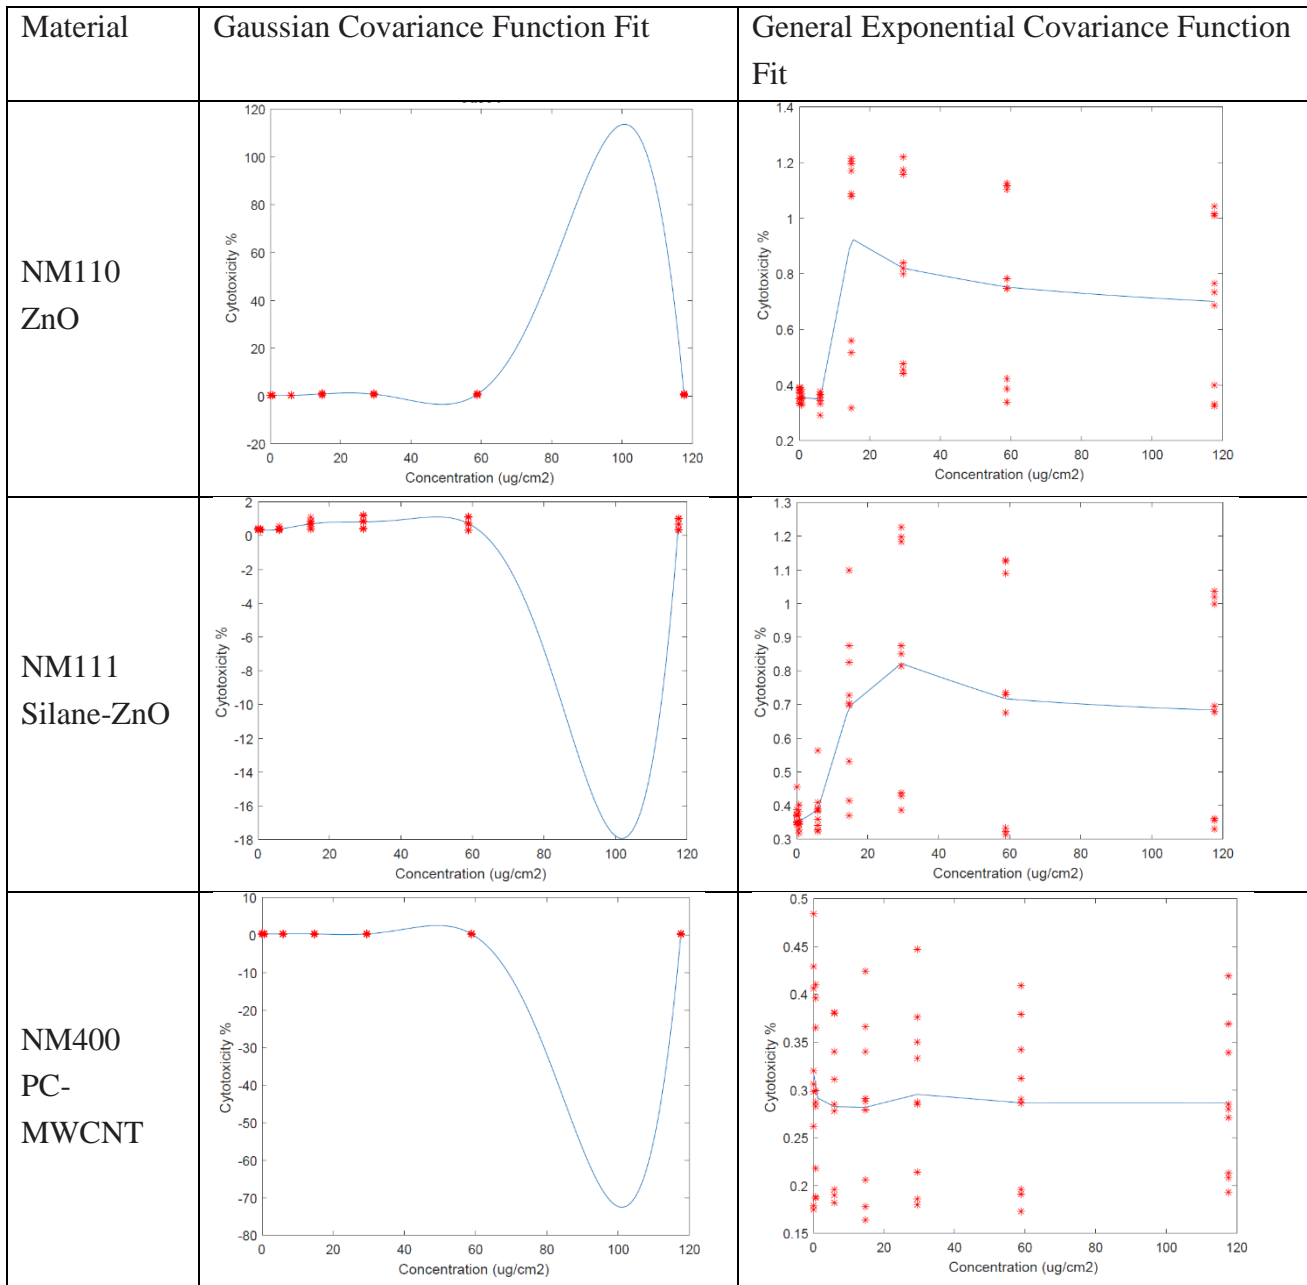 Material
Gaussian Covariance Function Fit
General Exponential Covariance Function
Fit
NM110
ZnO
120
100
80
60
40
20
0
-20
Cytotoxicity %
0 20 40 60 80 100 120
Concentration (ug/cm2)
1.4
1.2
1
0.8
0.6
0.4
0.2
Cytotoxicity %
0 20 40 60 80 100 120
Concentration (ug/cm2)
NM111
Silane-ZnO
2
0
-2
-4
-6
-8
-10
-12
-14
-16
-18
Cytotoxicity %
0 20 40 60 80 100 120
Concentration (ug/cm2)
1.3
1.2
1.1
1
0.9
0.8
0.7
0.6
0.5
0.4
0.3
Cytotoxicity %
0 20 40 60 80 100 120
Concentration (ug/cm2)
NM400
PC-
MWCNT
10
0
-10
-20
-30
-40
-50
-60
-70
-80
Cytotoxicity %
0 20 40 60 80 100 120
Concentration (ug/cm2)
0.5
0.45
0.4
0.35
0.3
0.25
0.2
0.15
Cytotoxicity %
0 20 40 60 80 100 120
Concentration (ug/cm2)